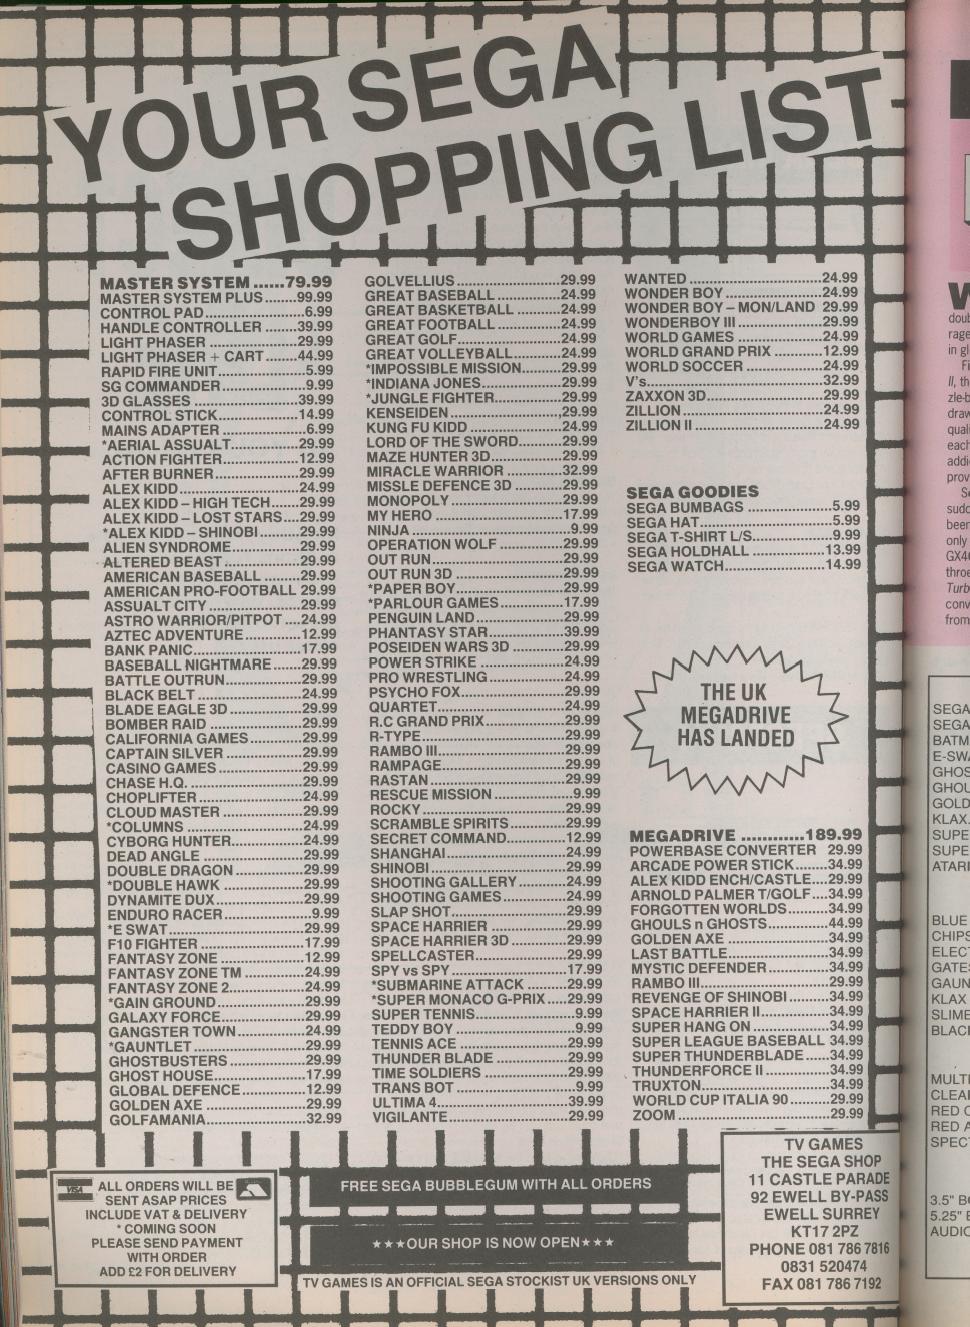 YOUR SEGA
SHOPPING LIST
MASTER SYSTEM ......79.99
MASTER SYSTEM PLUS ........99.99
CONTROL PAD ........................6.99
HANDLE CONTROLLER ........39.99
LIGHT PHASER ....................29.99
LIGHT PHASER + CART ........44.99
RAPID FIRE UNIT....................5.99
SG COMMANDER ...................9.99
3D GLASSES ........................39.99
CONTROL STICK...................14.99
MAINS ADAPTER ...................6.99
*AERIAL ASSUALT.................29.99
ACTION FIGHTER..................12.99
AFTER BURNER....................29.99
ALEX KIDD ..........................24.99
ALEX KIDD – HIGH TECH ......29.99
ALEX KIDD – LOST STARS ....29.99
*ALEX KIDD – SHINOBI .........29.99
ALIEN SYNDROME................29.99
ALTERED BEAST ..................29.99
AMERICAN BASEBALL .........29.99
AMERICAN PRO-FOOTBALL 29.99
ASSUALT CITY .....................29.99
ASTRO WARRIOR/PITPOT ....24.99
AZTEC ADVENTURE .............12.99
BANK PANIC........................17.99
BASEBALL NIGHTMARE .......29.99
BATTLE OUTRUN..................29.99
BLACK BELT ........................24.99
BLADE EAGLE 3D .................29.99
BOMBER RAID .....................29.99
CALIFORNIA GAMES.............29.99
CAPTAIN SILVER ..................29.99
CASINO GAMES ...................29.99
CHASE H.Q. .........................29.99
CHOPLIFTER ........................24.99
CLOUD MASTER ..................29.99
*COLUMNS ..........................24.99
CYBORG HUNTER.................24.99
DEAD ANGLE .......................29.99
DOUBLE DRAGON .................29.99
*DOUBLE HAWK ...................29.99
DYNAMITE DUX....................29.99
ENDURO RACER ....................9.99
*E SWAT..............................29.99
F10 FIGHTER .......................17.99
FANTASY ZONE ....................12.99
FANTASY ZONE TM ..............24.99
FANTASY ZONE 2..................24.99
*GAIN GROUND ....................29.99
GALAXY FORCE....................29.99
GANGSTER TOWN ................24.99
*GAUNTLET .........................29.99
GHOSTBUSTERS ..................29.99
GHOST HOUSE.....................17.99
GLOBAL DEFENCE................12.99
GOLDEN AXE .......................29.99
GOLFAMANIA.......................32.99
GOLVELLIUS ........................29.99
GREAT BASEBALL ................24.99
GREAT BASKETBALL ............24.99
GREAT FOOTBALL ................24.99
GREAT GOLF........................24.99
GREAT VOLLEYBALL.............24.99
*IMPOSSIBLE MISSION.........29.99
*INDIANA JONES..................29.99
*JUNGLE FIGHTER................29.99
KENSEIDEN .........................29.99
KUNG FU KIDD .....................24.99
LORD OF THE SWORD...........29.99
MAZE HUNTER 3D.................29.99
MIRACLE WARRIOR ..............32.99
MISSLE DEFENCE 3D ............29.99
MONOPOLY .........................29.99
MY HERO .............................17.99
NINJA ...................................9.99
OPERATION WOLF ................29.99
OUT RUN .............................29.99
OUT RUN 3D ........................29.99
*PAPER BOY.........................29.99
*PARLOUR GAMES................17.99
PENGUIN LAND.....................29.99
PHANTASY STAR...................39.99
POSEIDEN WARS 3D .............29.99
POWER STRIKE ....................24.99
PRO WRESTLING...................24.99
PSYCHO FOX........................29.99
QUARTET.............................24.99
R.C GRAND PRIX...................29.99
R-TYPE................................29.99
RAMBO III............................29.99
RAMPAGE............................29.99
RASTAN ...............................29.99
RESCUE MISSION ..................9.99
ROCKY ................................29.99
SCRAMBLE SPIRITS...............29.99
SECRET COMMAND...............12.99
SHANGHAI...........................24.99
SHINOBI ..............................29.99
SHOOTING GALLERY .............24.99
SHOOTING GAMES................24.99
SLAP SHOT..........................29.99
SPACE HARRIER ...................29.99
SPACE HARRIER 3D ..............29.99
SPELLCASTER......................29.99
SPY vs SPY ..........................17.99
*SUBMARINE ATTACK ...........29.99
*SUPER MONACO G-PRIX .....29.99
SUPER TENNIS......................9.99
TEDDY BOY ..........................9.99
TENNIS ACE .........................29.99
THUNDER BLADE ..................29.99
TIME SOLDIERS ....................29.99
TRANS BOT ...........................9.99
ULTIMA 4.............................39.99
VIGILANTE ...........................29.99
WANTED .............................24.99
WONDER BOY ......................24.99
WONDER BOY – MON/LAND 29.99
WONDERBOY III...................29.99
WORLD GAMES ...................24.99
WORLD GRAND PRIX ............12.99
WORLD SOCCER ..................24.99
V's.....................................32.99
ZAXXON 3D.........................29.99
ZILLION ..............................24.99
ZILLION II ...........................24.99
SEGA GOODIES
SEGA BUMBAGS ...................5.99
SEGA HAT............................5.99
SEGA T-SHIRT L/S.................9.99
SEGA HOLDHALL .................13.99
SEGA WATCH.......................14.99
THE UK
MEGADRIVE
HAS LANDED
MEGADRIVE ............189.99
POWERBASE CONVERTER 29.99
ARCADE POWER STICK........34.99
ALEX KIDD ENCH/CASTLE....29.99
ARNOLD PALMER T/GOLF ....34.99
FORGOTTEN WORLDS..........34.99
GHOULS n GHOSTS..............44.99
GOLDEN AXE ......................34.99
LAST BATTLE......................34.99
MYSTIC DEFENDER..............34.99
RAMBO III...........................29.99
REVENGE OF SHINOBI .........34.99
SPACE HARRIER II...............34.99
SUPER HANG ON .................34.99
SUPER LEAGUE BASEBALL 34.99
SUPER THUNDERBLADE......34.99
THUNDERFORCE II ..............34.99
TRUXTON............................34.99
WORLD CUP ITALIA 90 .........29.99
ZOOM .................................29.99
VISA
ALL ORDERS WILL BE
SENT ASAP PRICES
INCLUDE VAT & DELIVERY
* COMING SOON
PLEASE SEND PAYMENT
WITH ORDER
ADD £2 FOR DELIVERY
FREE SEGA BUBBLEGUM WITH ALL ORDERS
★★★OUR SHOP IS NOW OPEN★★★
TV GAMES IS AN OFFICIAL SEGA STOCKIST UK VERSIONS ONLY
TV GAMES
THE SEGA SHOP
11 CASTLE PARADE
92 EWELL BY-PASS
EWELL SURREY
KT17 2PZ
PHONE 081 786 7816
0831 520474
FAX 081 786 7192